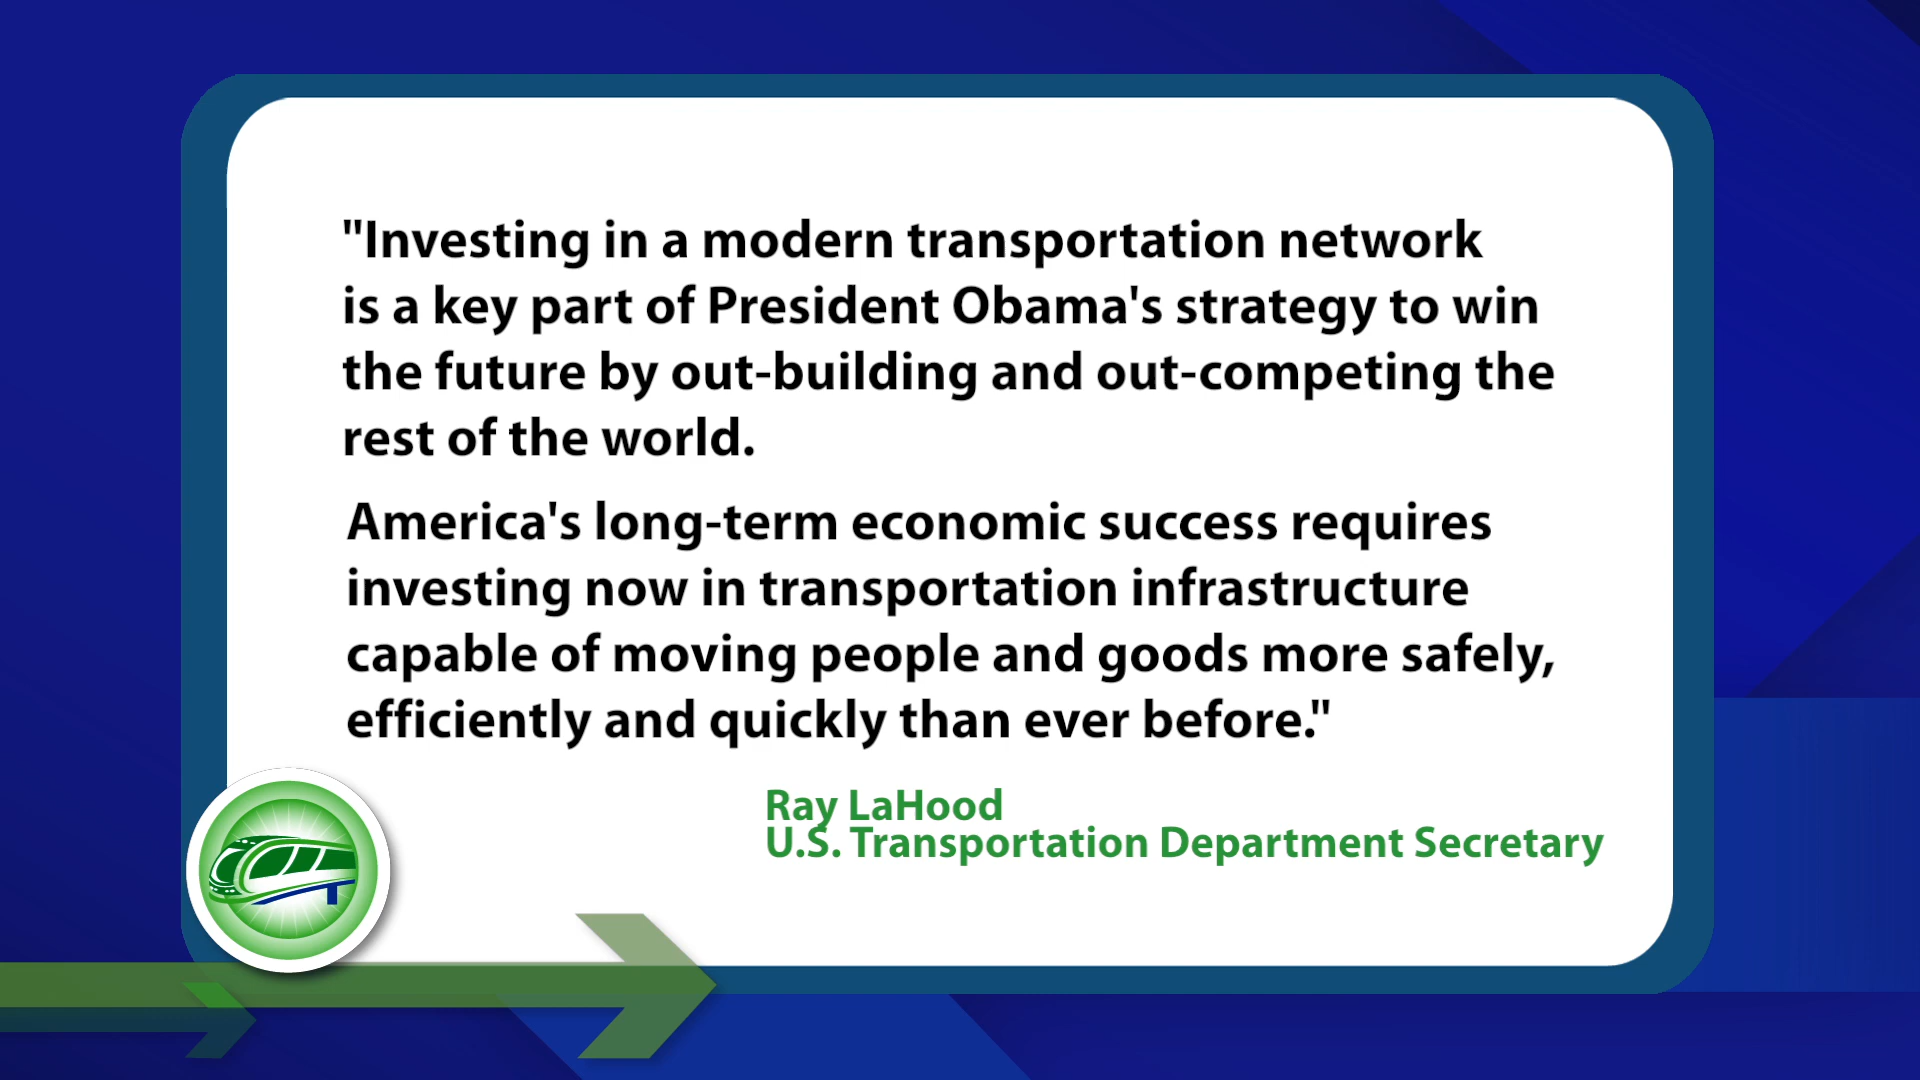 "Investing in a modern transportation network
is a key part of President Obama's strategy to win
the future by out-building and out-competing the
rest of the world.
America's long-term economic success requires
investing now in transportation infrastructure
capable of moving people and goods more safely,
efficiently and quickly than ever before."
Ray LaHood
U.S. Transportation Department Secretary